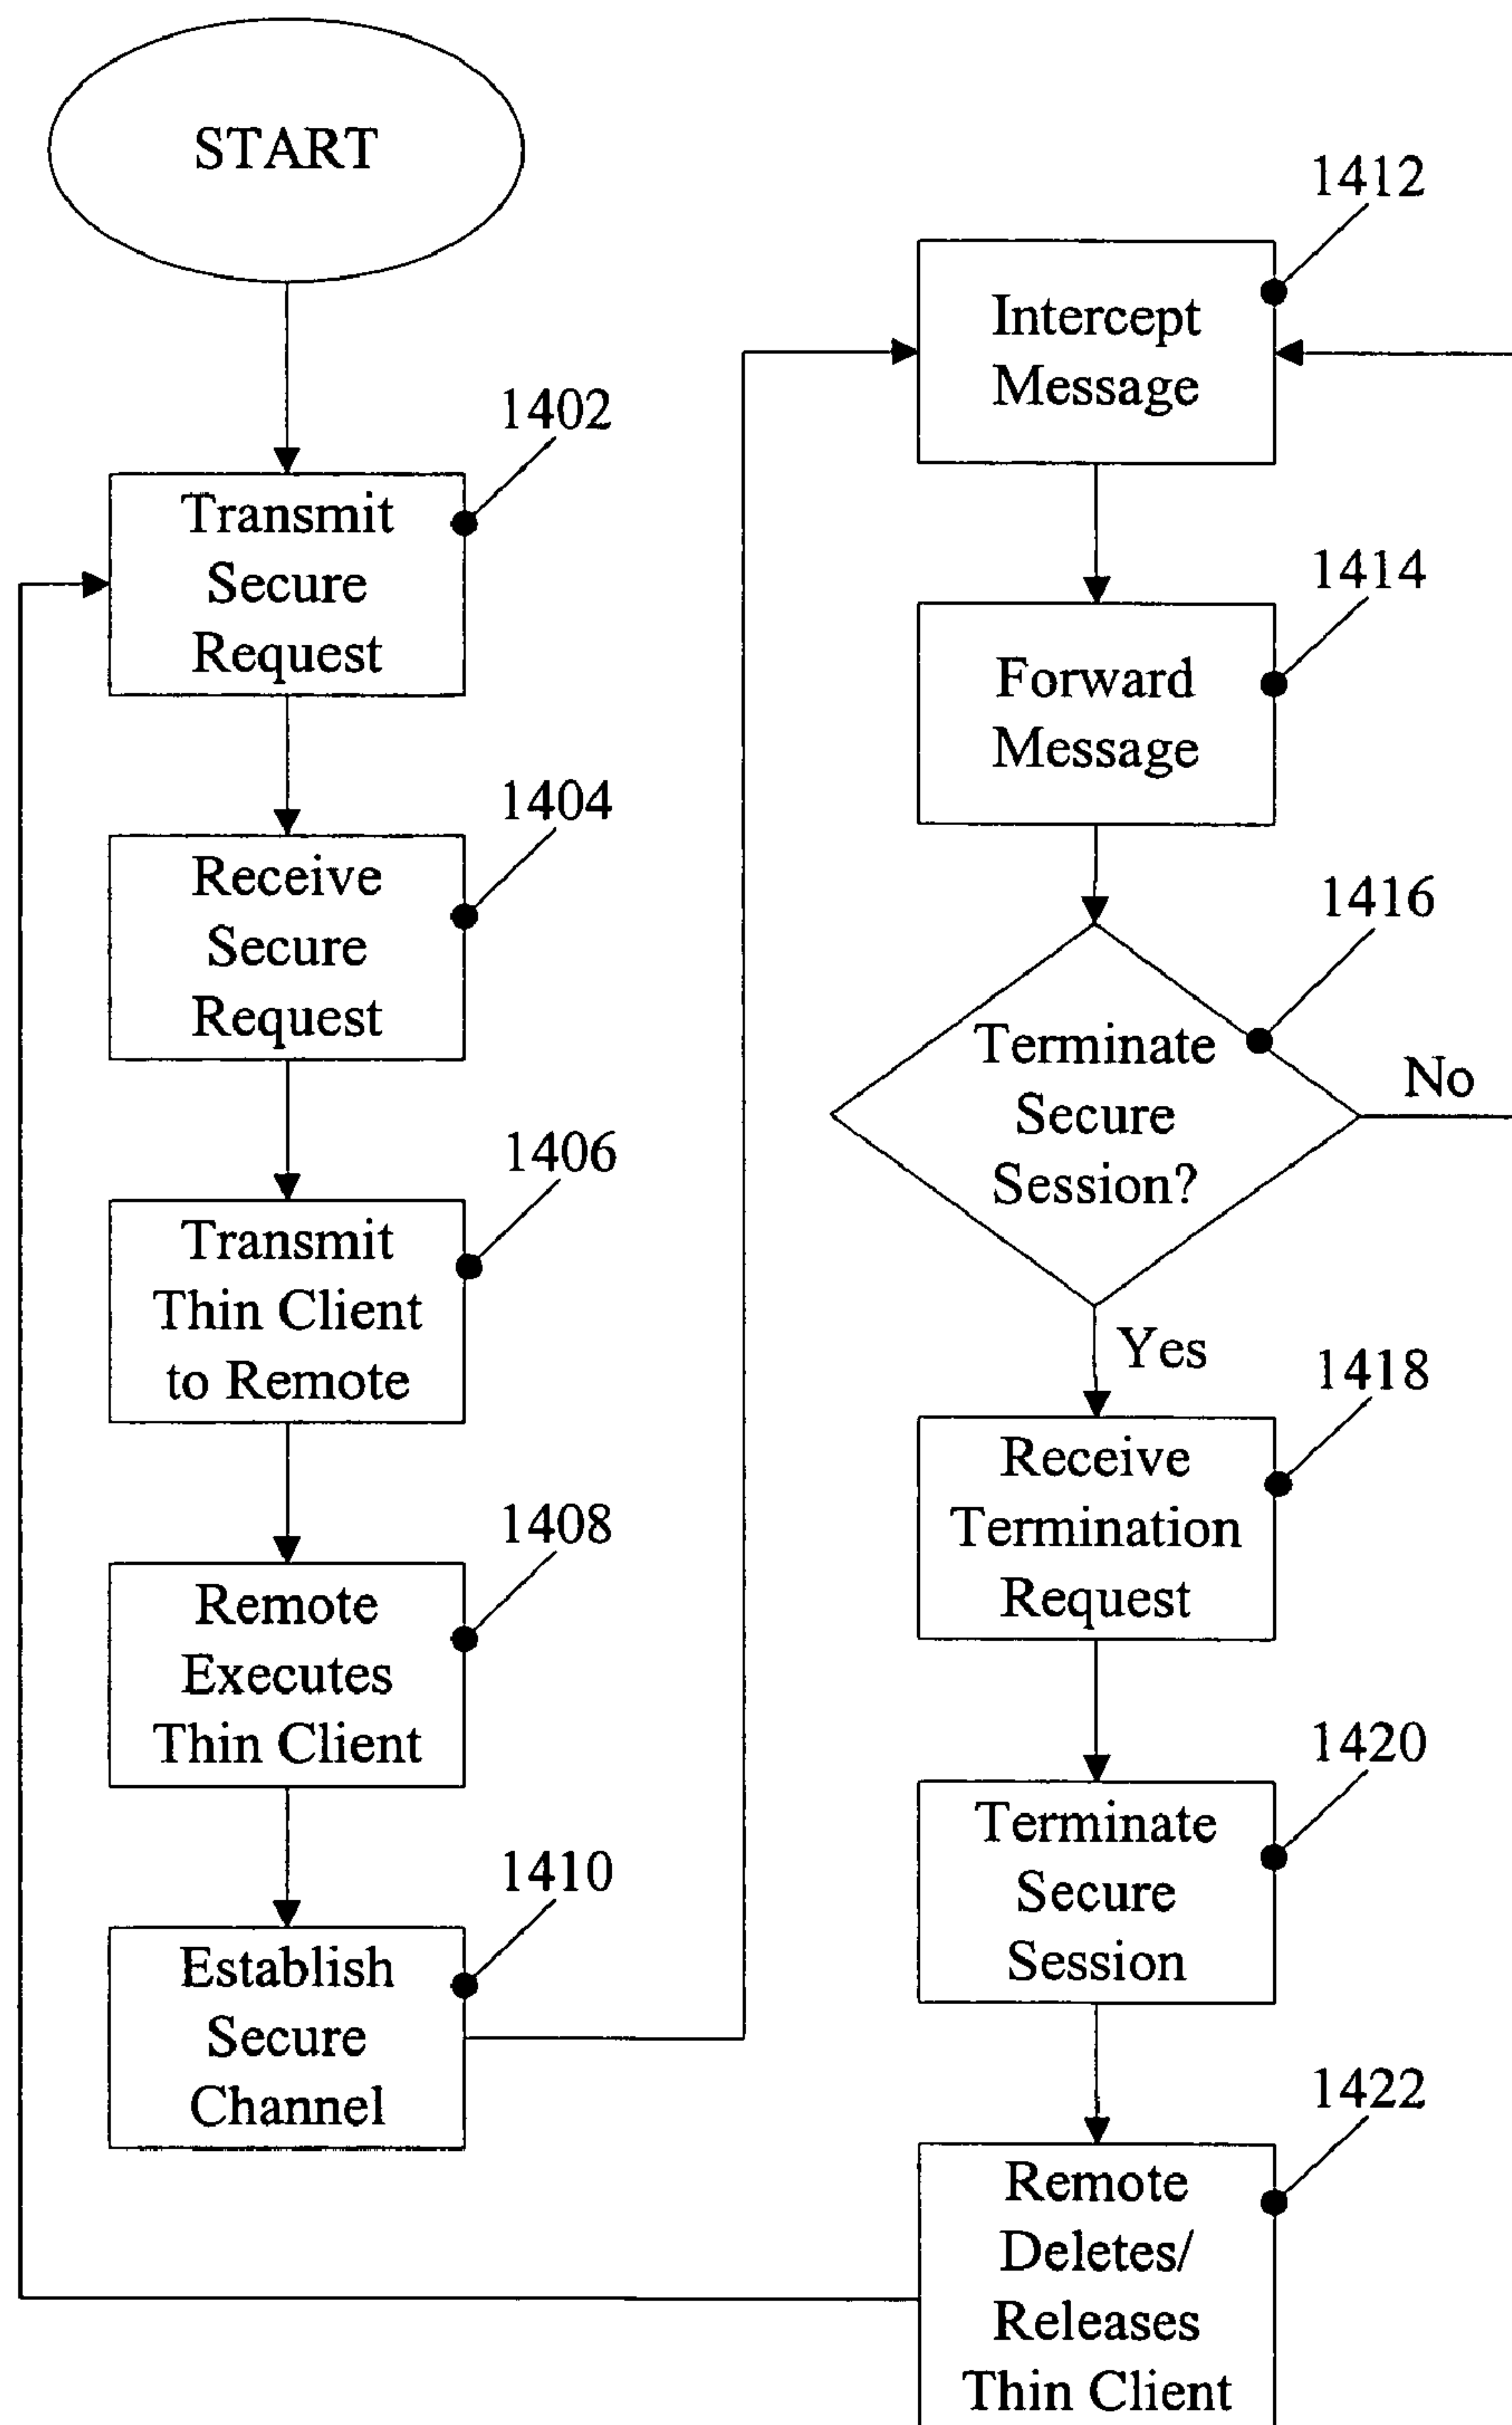 START
1402
Transmit
Secure
Request
1404
Receive
Secure
Request
1406
Transmit
Thin Client
to Remote
1408
Remote
Executes
Thin Client
1410
Establish
Secure
Channel
1412
Intercept
Message
1414
Forward
Message
1416
Terminate
Secure
Session?
No
Yes
1418
Receive
Termination
Request
1420
Terminate
Secure
Session
1422
Remote
Deletes/
Releases
Thin Client